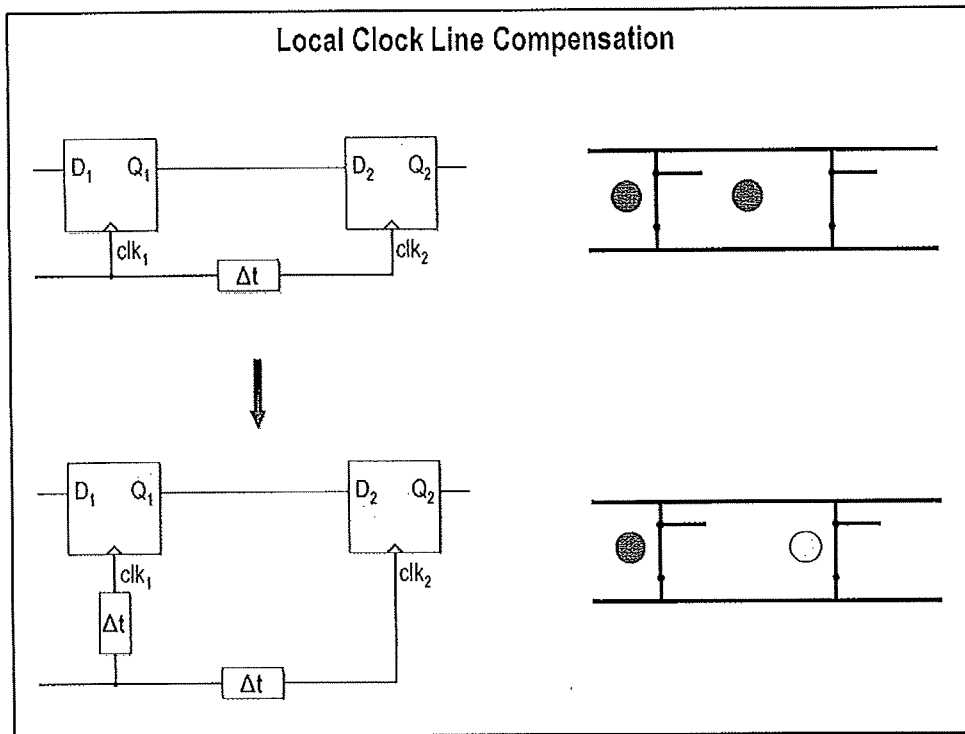 Local Clock Line Compensation
D₁ Q₁ D₂ Q₂
clk₁ clk₂
Δt
D₁ Q₁ D₂ Q₂
clk₁ clk₂
Δt
Δt